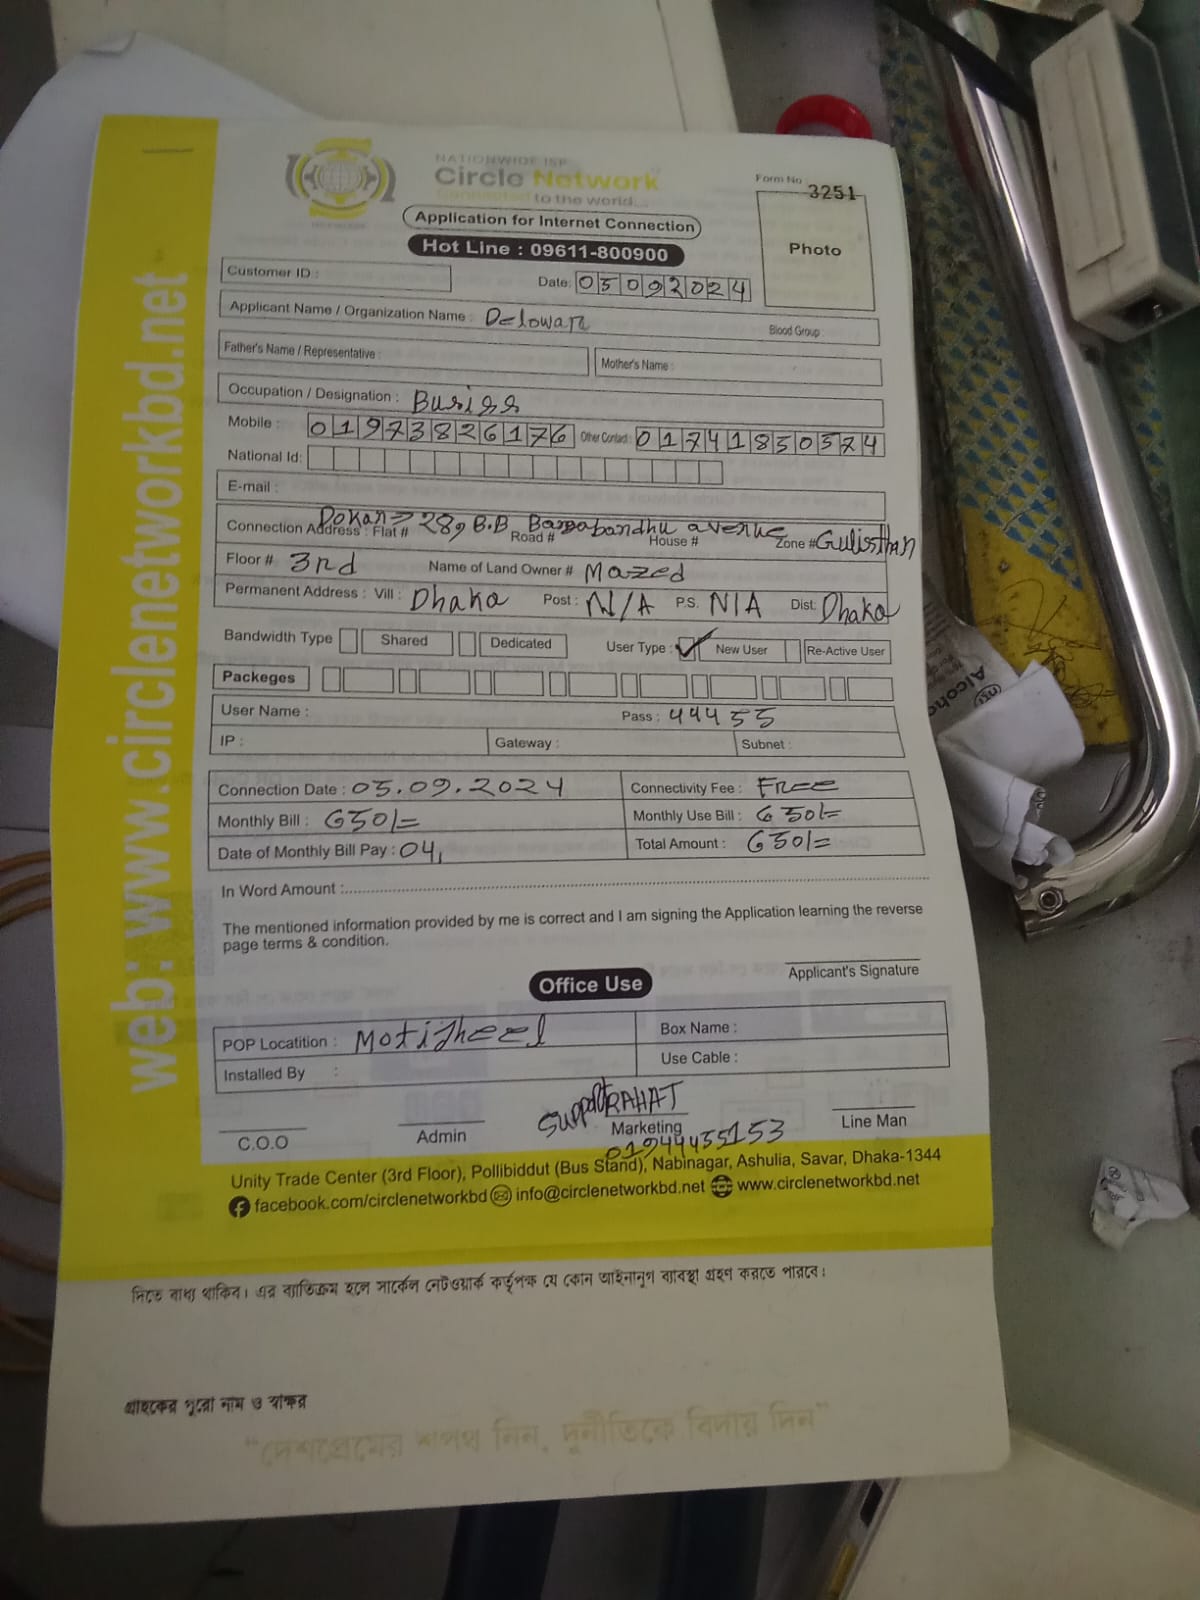 NATIONWIDE ISP
Circle Network
Connected to the world...
Form No : 3251
Application for Internet Connection
Hot Line : 09611-800900
Photo
Customer ID :
Date: 05092024
Applicant Name / Organization Name : Delowar
Blood Group :
Father's Name / Representative :
Mother's Name :
Occupation / Designation : Busiss
Mobile : 01973826176 Other Contact : 01741850574
National Id:
E-mail :
Dokan → 28, B.B Bangabandhu avenue Gulisthan
Connection Address : Flat # Road # House # Zone #
Floor # 3rd Name of Land Owner # Mazed
Permanent Address : Vill : Dhaka Post : N/A P.S. N/A Dist: Dhaka
Bandwidth Type Shared Dedicated User Type : ✓ New User Re-Active User
Packeges
User Name : Pass : 44455
IP : Gateway : Subnet :
Connection Date : 05.09.2024 Connectivity Fee : Free
Monthly Bill : 650/= Monthly Use Bill : 650/=
Date of Monthly Bill Pay : 04, Total Amount : 650/=
In Word Amount :
The mentioned information provided by me is correct and I am signing the Application learning the reverse
page terms & condition.
Applicant's Signature
Office Use
POP Locatition : Motijheel Box Name :
Installed By : Use Cable :
Support RAHAT
C.O.O Admin Marketing Line Man
01944455153
Unity Trade Center (3rd Floor), Pollibiddut (Bus Stand), Nabinagar, Ashulia, Savar, Dhaka-1344
facebook.com/circlenetworkbd info@circlenetworkbd.net www.circlenetworkbd.net
web: www.circlenetworkbd.net
দিতে বাধ্য থাকিব। এর ব্যতিক্রম হলে সার্কেল নেটওয়ার্ক কর্তৃপক্ষ যে কোন আইনানুগ ব্যাবস্থা গ্রহণ করতে পারবে।
গ্রাহকের পুরো নাম ও স্বাক্ষর
“দেশপ্রেমের শপথ নিন, দুর্নীতিকে বিদায় দিন”
Alcoho